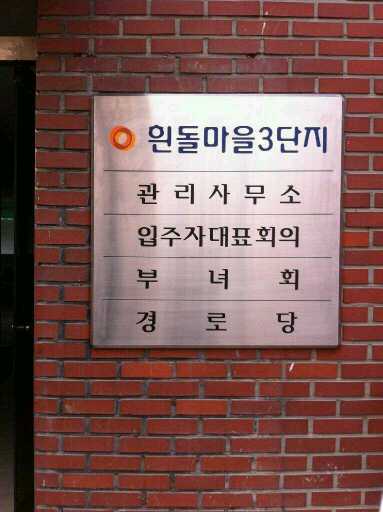 흰돌마을3단지
관리사무소
입주자대표회의
부녀회
경로당